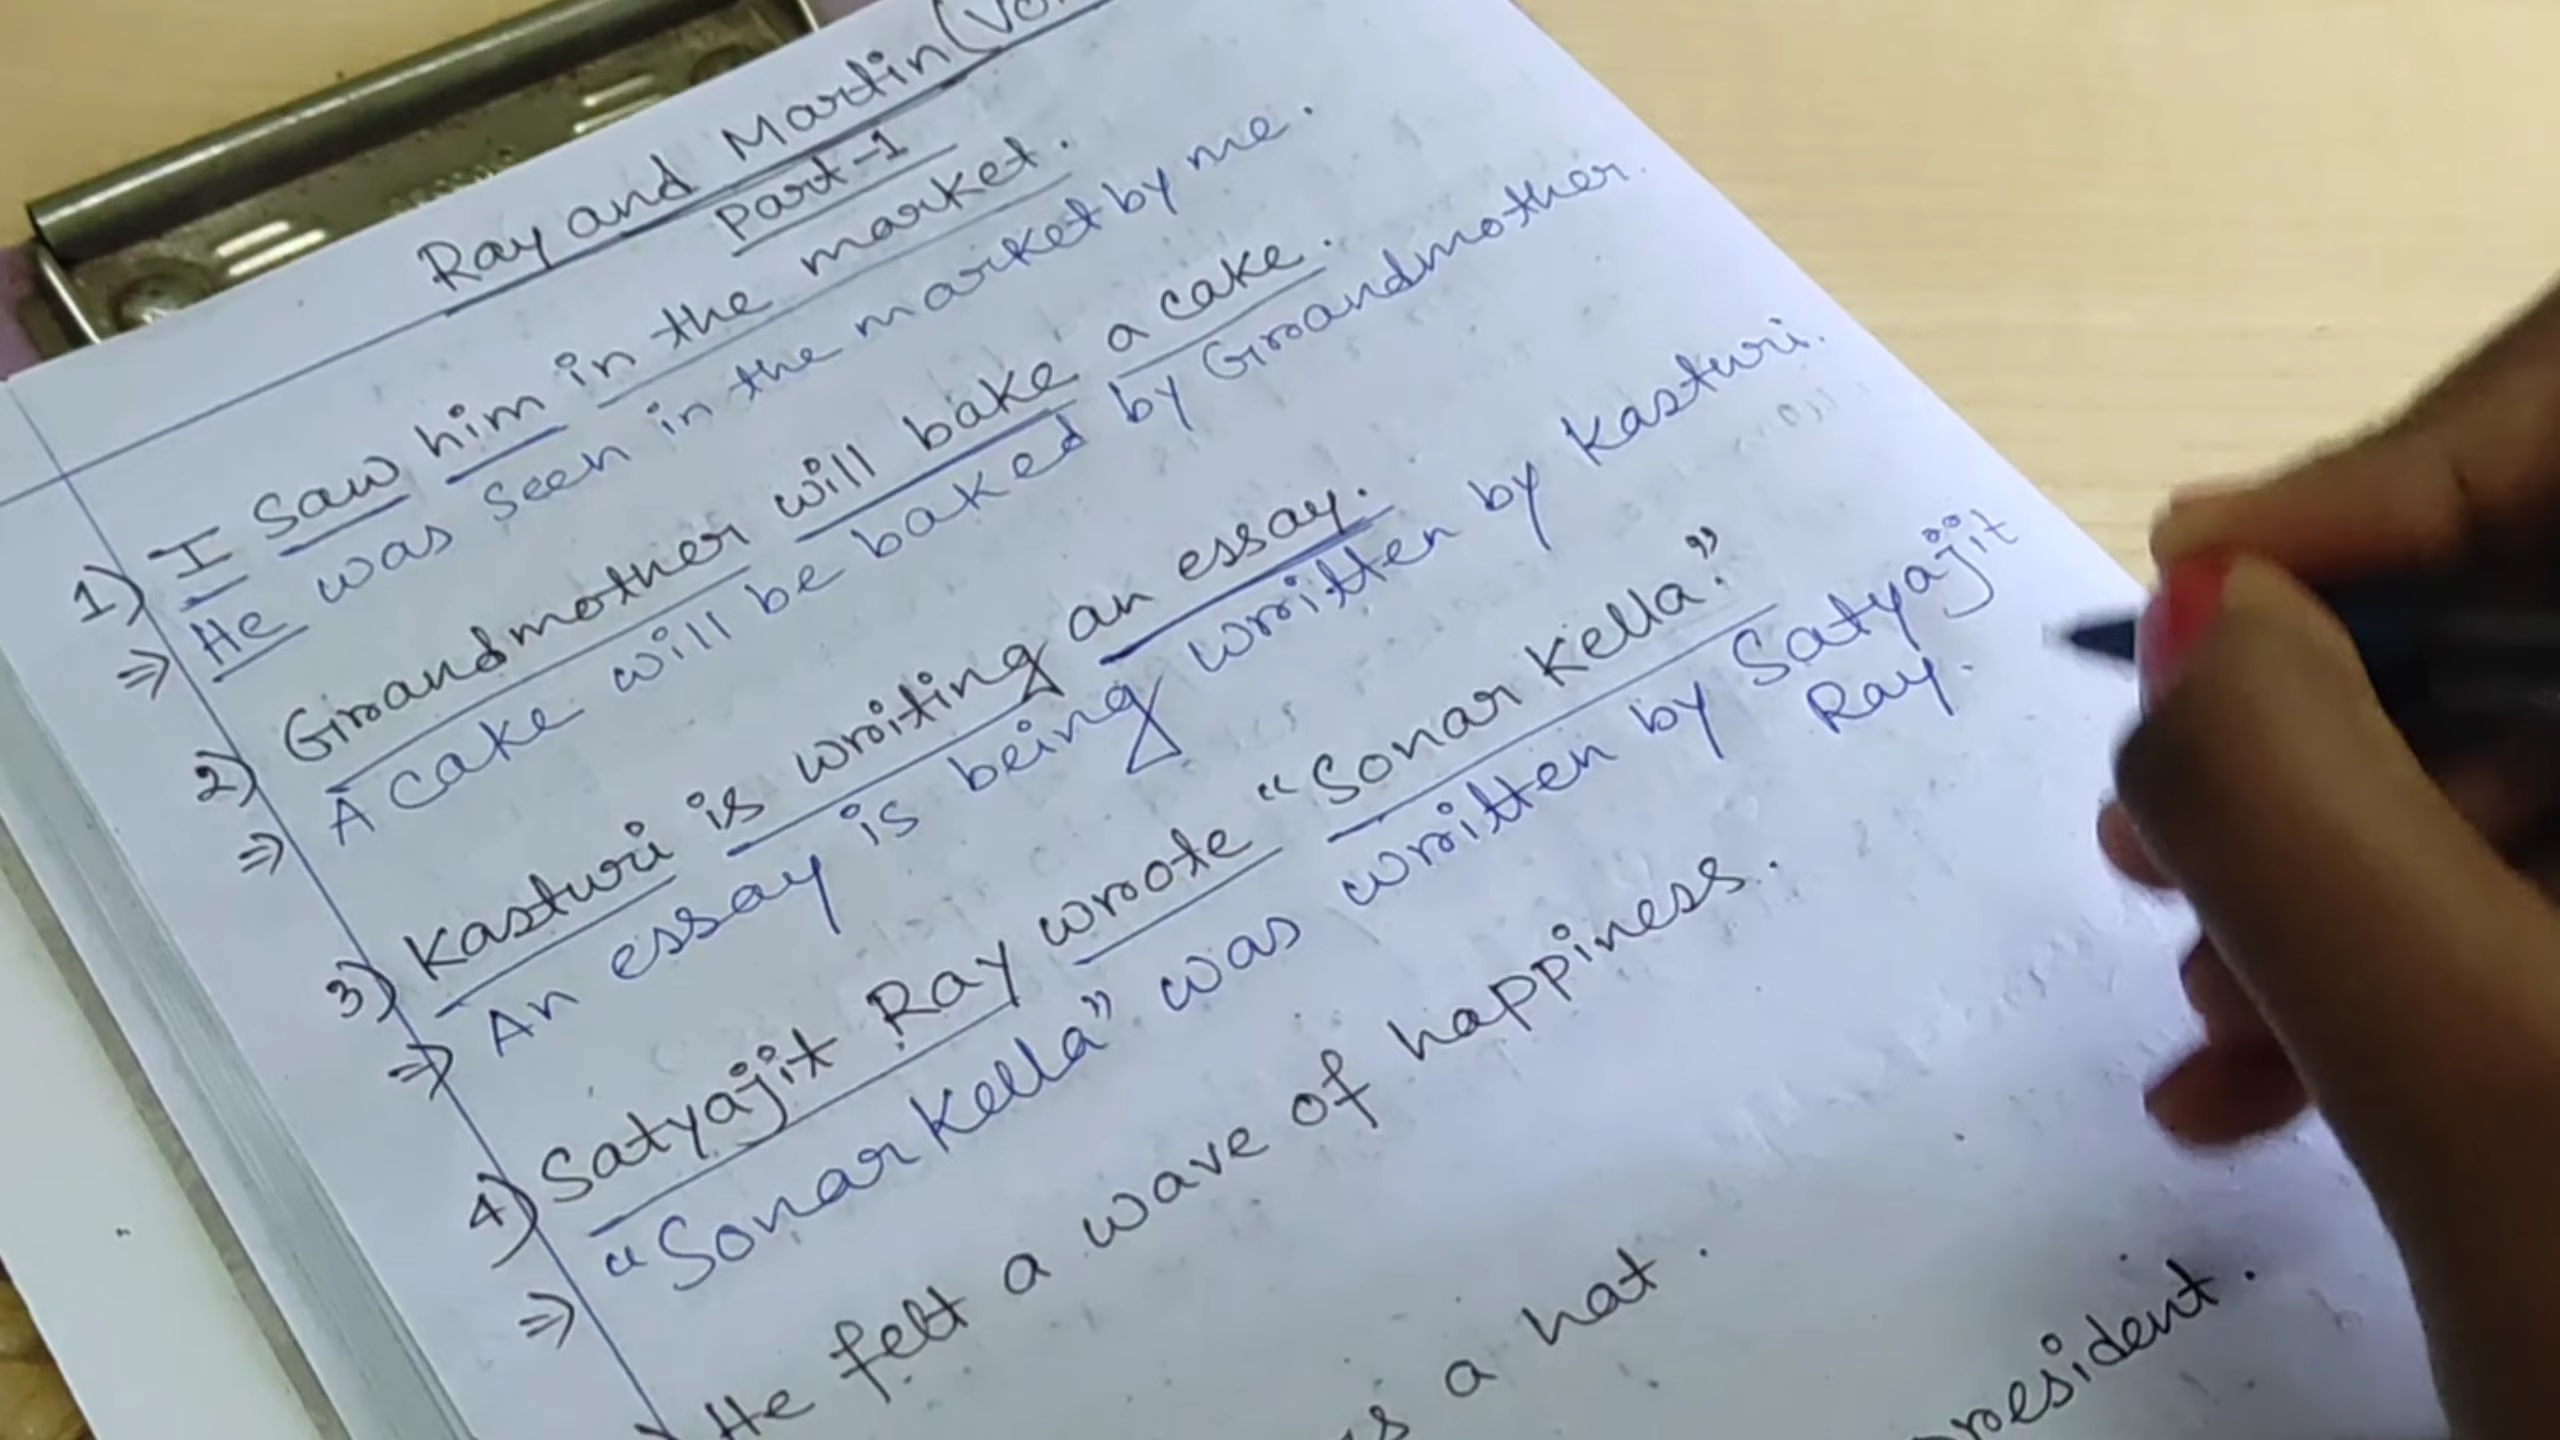 Ray and Martin (Vo
Part-1
1) I Saw him in the market.
⇒ He was seen in the market by me.
2) Grandmother will bake a cake.
⇒ A cake will be baked by Grandmother.
3) Kasturi is writing an essay.
⇒ An essay is being written by Kasturi.
4) Satyajit Ray wrote "Sonar Kella."
⇒ "Sonar Kella" was written by Satyajit
Ray.
He felt a wave of happiness.
a hat.
resident.